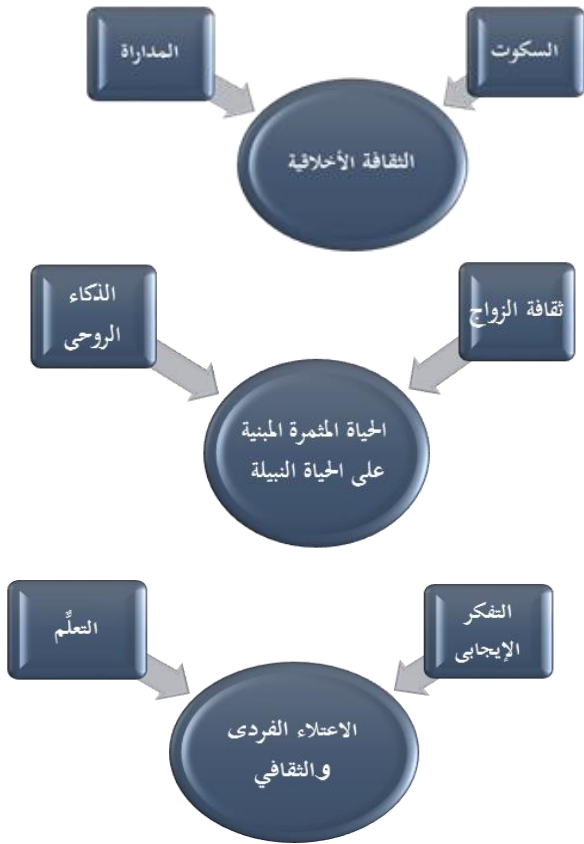 السكوت
المداراة
الثقافة الأخلاقية
ثقافة الزواج
الذكاء
الروحى
الحياة المثمرة المبنية
على الحياة النبيلة
التفكر
الإيجابى
التعلٌم
الاعتلاء الفردى
والثقافي